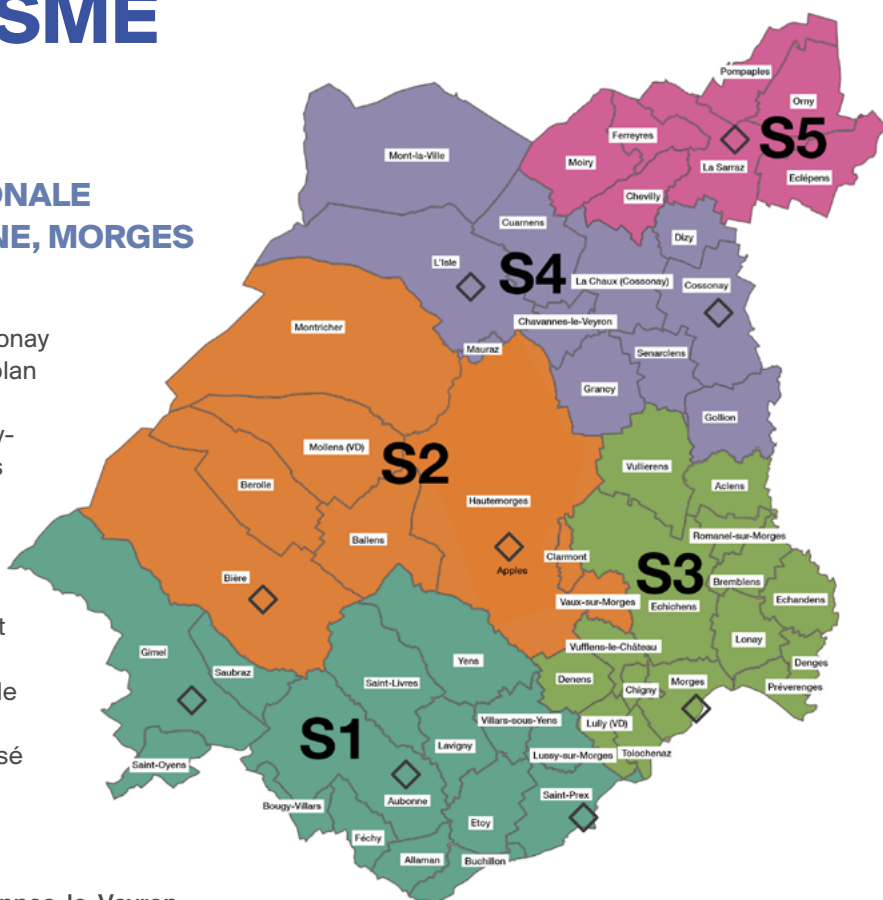 SME
ONALE
NE, MORGES
onay
plan
y-
s
t
le
sé
nnes-le-Veyron
Pompaples
Orny
Ferreyres
S5
Moiry
La Sarraz
Eclépens
Chevilly
Mont-la-Ville
Cuarnens
Dizy
L'Isle
S4
La Chaux (Cossonay)
Cossonay
Chavannes-le-Veyron
Mauraz
Senarclens
Grancy
Gollion
Montricher
Mollens (VD)
S2
Berolle
Hautemorges
Ballens
Apples
Clarmont
Bière
Vaux-sur-Morges
Vullierens
Aclens
Romanel-sur-Morges
S3
Bremblens
Echichens
Echandens
Vufflens-le-Château
Lonay
Denges
Denens
Chigny
Morges
Préverenges
Lully (VD)
Tolochenaz
Gimel
Saubraz
Yens
Saint-Livres
Villars-sous-Yens
S1
Lavigny
Lussy-sur-Morges
Saint-Oyens
Aubonne
Saint-Prex
Bougy-Villars
Etoy
Féchy
Allaman
Buchillon